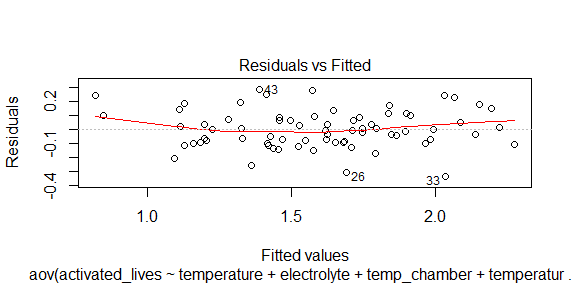 Residuals vs Fitted
Residuals
0.2
-0.1
-0.4
43
26
33
1.0
1.5
2.0
Fitted values
aov(activated_lives ~ temperature + electrolyte + temp_chamber + temperatur .